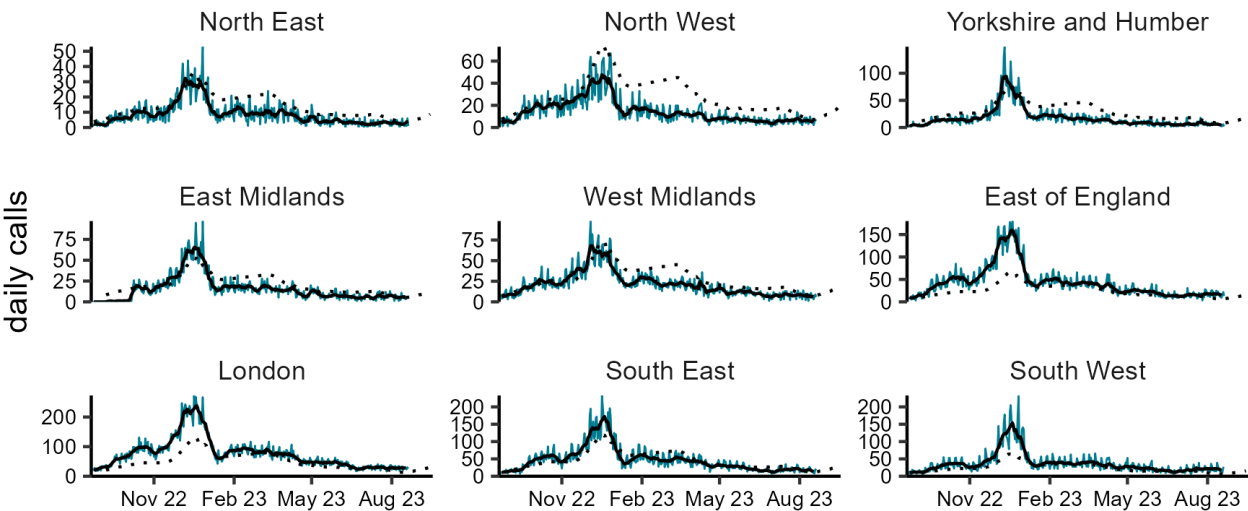 North East
North West
Yorkshire and Humber
50
40
30
20
10
0
60
40
20
0
100
50
0
daily calls
East Midlands
West Midlands
East of England
75
50
25
0
75
50
25
0
150
100
50
0
London
South East
South West
200
100
0
200
150
100
50
0
200
150
100
50
0
Nov 22 Feb 23 May 23 Aug 23
Nov 22 Feb 23 May 23 Aug 23
Nov 22 Feb 23 May 23 Aug 23